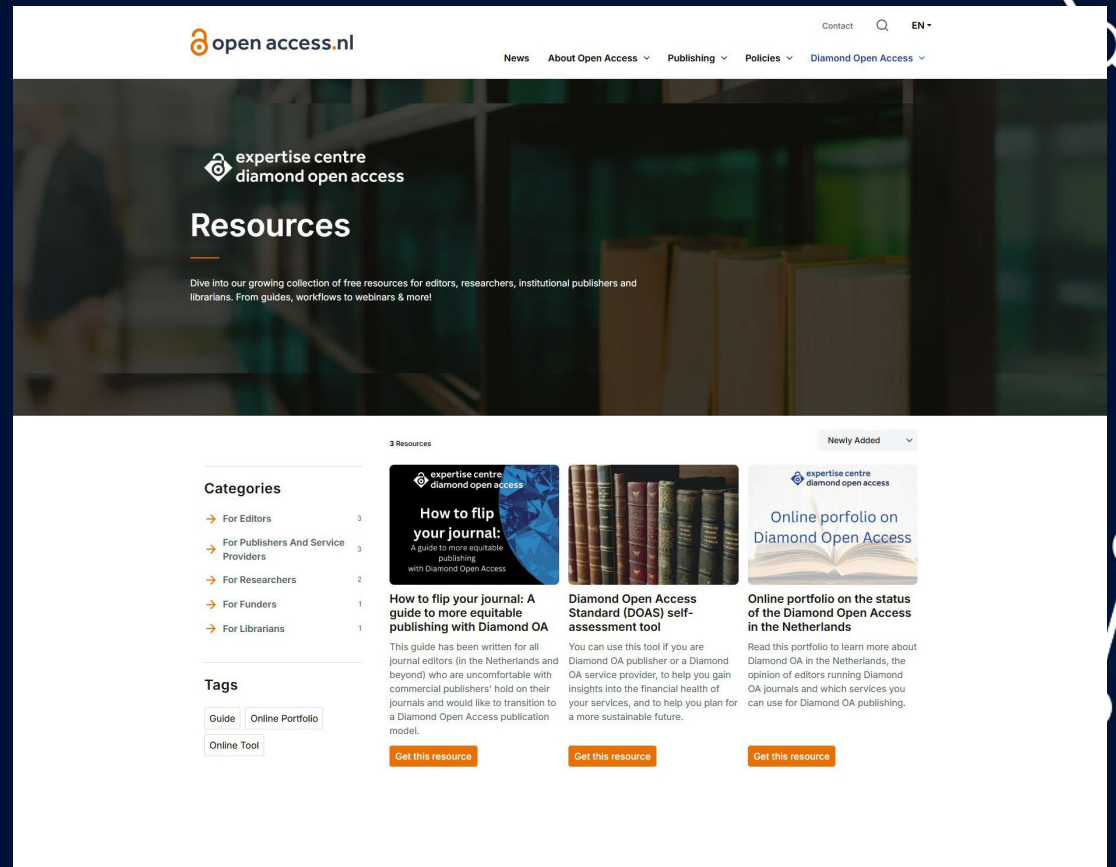 open access.nl
Contact
EN
News About Open Access Publishing Policies Diamond Open Access
expertise centre
diamond open access
Resources
Dive into our growing collection of free resources for editors, researchers, institutional publishers and
librarians. From guides, workflows to webinars & more!
3 Resources
Newly Added
Categories
For Editors 3
For Publishers And Service
Providers 3
For Researchers 2
For Funders 1
For Librarians 1
Tags
Guide Online Portfolio
Online Tool
expertise centre
diamond open access
How to flip
your journal:
A guide to more equitable
publishing
with Diamond Open Access
How to flip your journal: A
guide to more equitable
publishing with Diamond OA
This guide has been written for all
journal editors (in the Netherlands and
beyond) who are uncomfortable with
commercial publishers' hold on their
journals and would like to transition to
a Diamond Open Access publication
model.
Get this resource
Diamond Open Access
Standard (DOAS) self-
assessment tool
You can use this tool if you are
Diamond OA publisher or a Diamond
OA service provider, to help you gain
insights into the financial health of
your services, and to help you plan for
a more sustainable future.
Get this resource
expertise centre
diamond open access
Online porfolio on
Diamond Open Access
Online portfolio on the status
of the Diamond Open Access
in the Netherlands
Read this portfolio to learn more about
Diamond OA in the Netherlands, the
opinion of editors running Diamond
OA journals and which services you
can use for Diamond OA publishing.
Get this resource